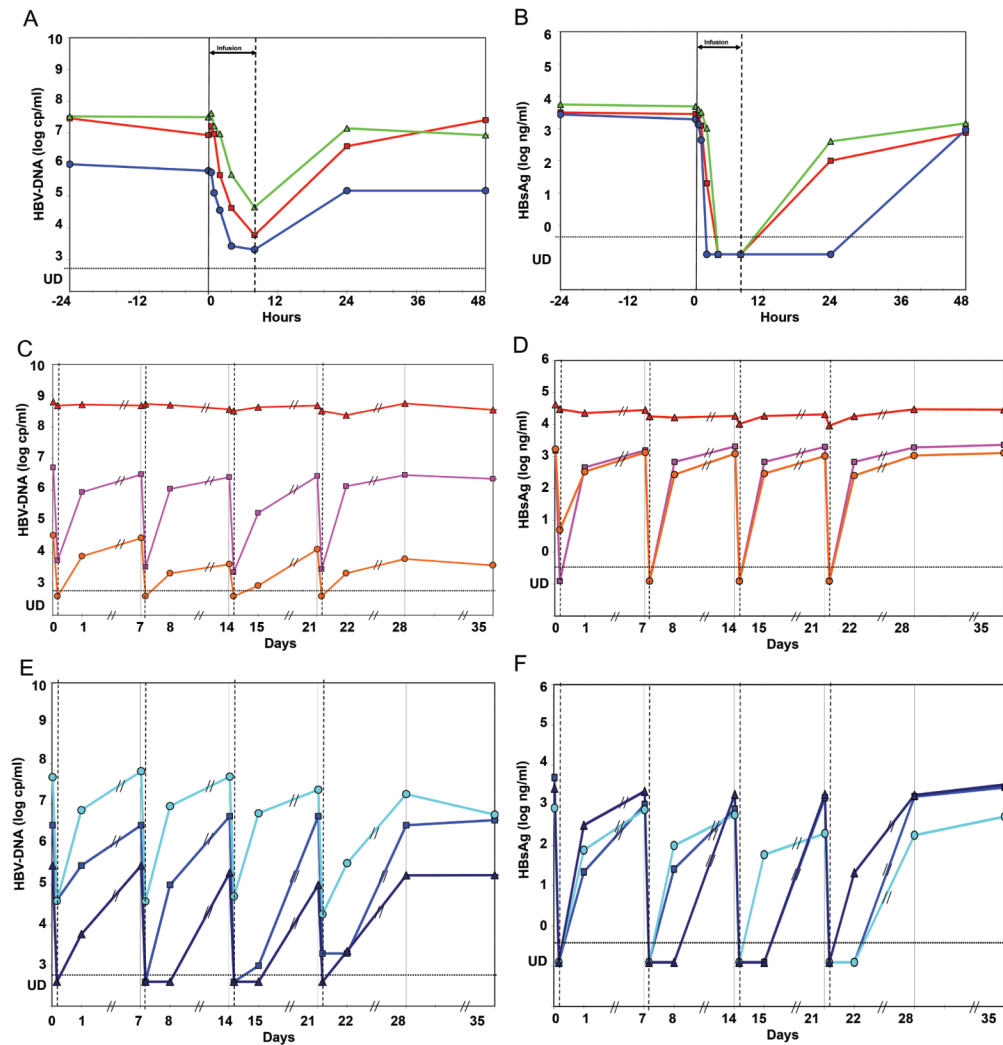 A
HBV-DNA (log cp/ml)
10
9
8
7
6
5
4
3
UD
Infusion
-24
-12
0
12
24
36
48
Hours
B
HBsAg (log ng/ml)
6
5
4
3
2
1
0
UD
Infusion
-24
-12
0
12
24
36
48
Hours
C
HBV-DNA (log cp/ml)
10
9
8
7
6
5
4
3
UD
0 1 7 8 14 15 21 22 28 35
Days
D
HBsAg (log ng/ml)
6
5
4
3
2
1
0
UD
0 1 7 8 14 15 21 22 28 35
Days
E
HBV-DNA (log cp/ml)
10
9
8
7
6
5
4
3
UD
0 1 7 8 14 15 21 22 28 35
Days
F
HBsAg (log ng/ml)
6
5
4
3
2
1
0
UD
0 1 7 8 14 15 21 22 28 35
Days